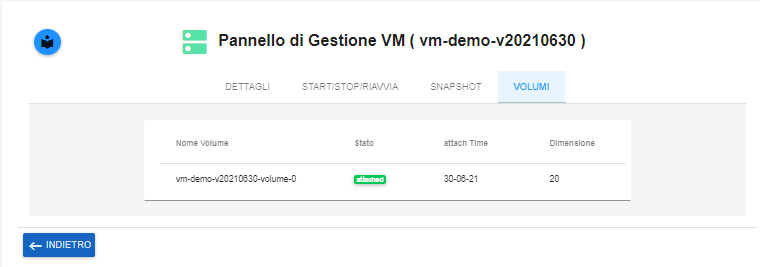 Pannello di Gestione VM ( vm-demo-v20210630 )
DETTAGLI START/STOP/RIAVVIA SNAPSHOT VOLUMI
Nome Volume Stato attach Time Dimensione
vm-demo-v20210630-volume-0 attached 30-06-21 20
INDIETRO